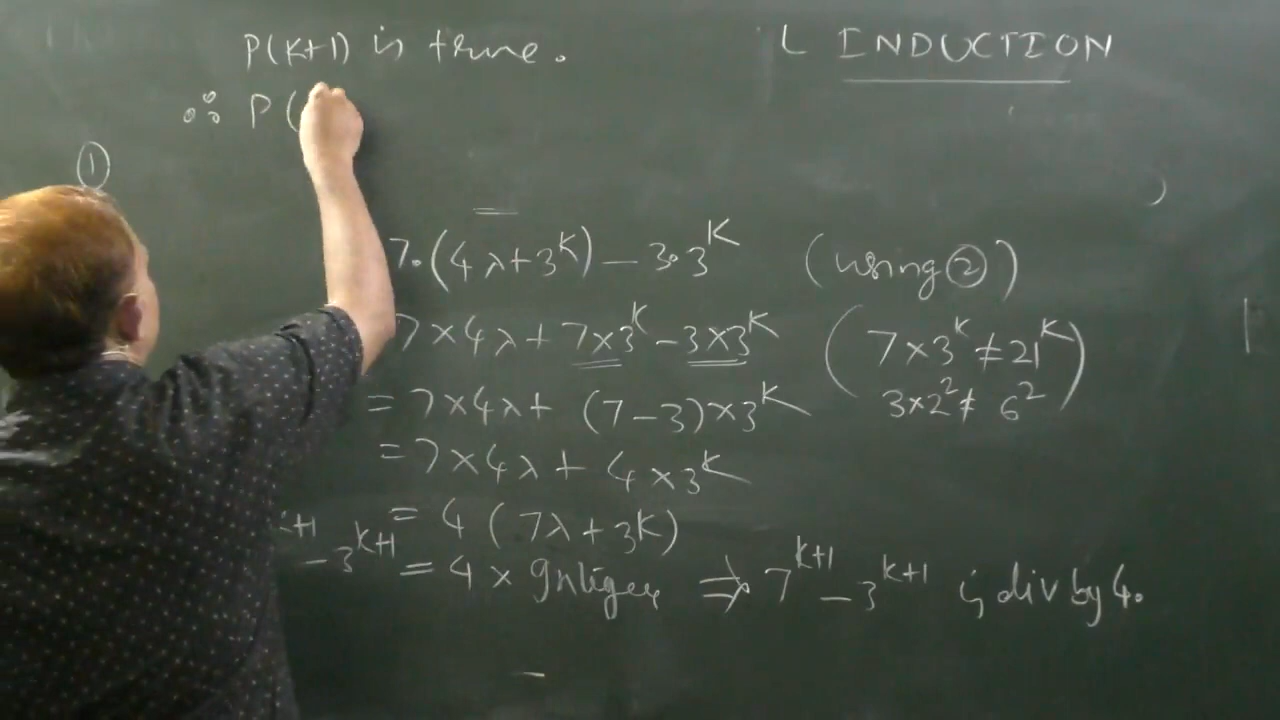 P(K+1) is true.
L INDUCTION
∴ P(
①
7.(4λ+3^K) – 3.3^K (using ②)
7×4λ + 7×3^K – 3×3^K (7×3^K ≠ 21^K
3×2^2 ≠ 6^2)
= 7×4λ + (7–3)×3^K
= 7×4λ + 4×3^K
= 4 (7λ + 3^K)
+1 – 3^K+1 = 4 × Integer ⇒ 7^K+1 – 3^K+1 is div by 4.